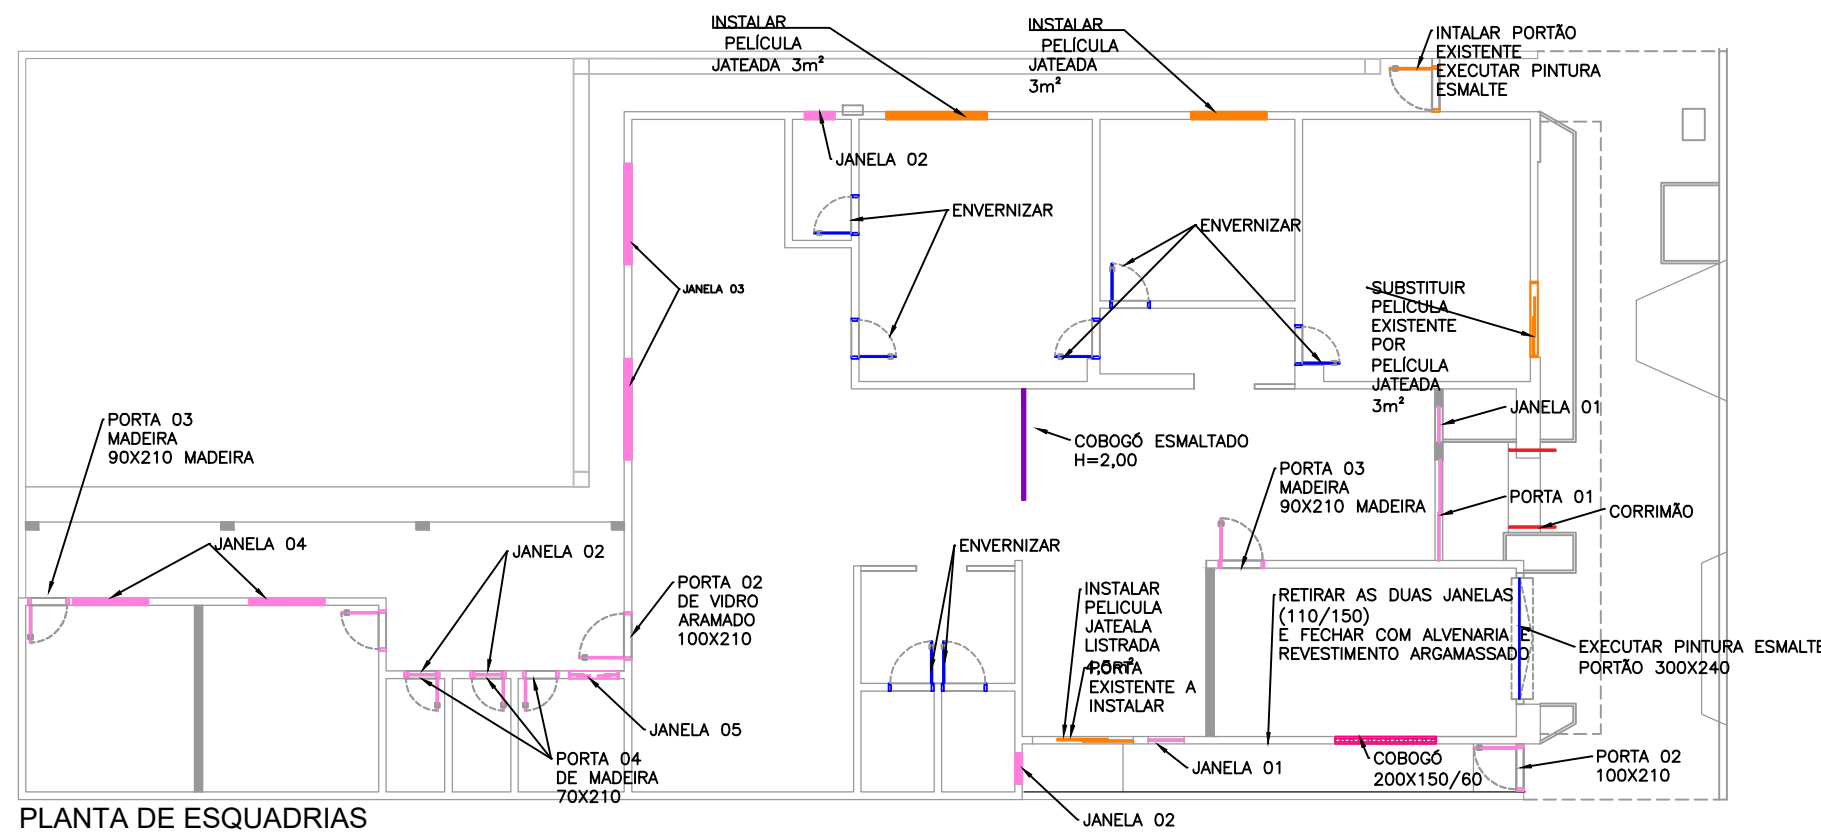 INSTALAR
PELÍCULA
JATEADA 3m²
INSTALAR
PELÍCULA
JATEADA
3m²
INTALAR PORTÃO
EXISTENTE
EXECUTAR PINTURA
ESMALTE
JANELA 02
ENVERNIZAR
ENVERNIZAR
JANELA 03
SUBSTITUIR
PELÍCULA
EXISTENTE
POR
PELÍCULA
JATEADA
3m²
JANELA 01
PORTA 03
MADEIRA
90X210 MADEIRA
COBOGÓ ESMALTADO
H=2,00
PORTA 03
MADEIRA
90X210 MADEIRA
PORTA 01
CORRIMÃO
JANELA 04
JANELA 02
ENVERNIZAR
PORTA 02
DE VIDRO
ARAMADO
100X210
INSTALAR
PELICULA
JATEALA
LISTRADA
4,5m²
PORTA
EXISTENTE A
INSTALAR
RETIRAR AS DUAS JANELAS
(110/150)
E FECHAR COM ALVENARIA E
REVESTIMENTO ARGAMASSADO
EXECUTAR PINTURA ESMALTE
PORTÃO 300X240
JANELA 05
PORTA 04
DE MADEIRA
70X210
JANELA 01
COBOGÓ
200X150/60
PORTA 02
100X210
JANELA 02
PLANTA DE ESQUADRIAS